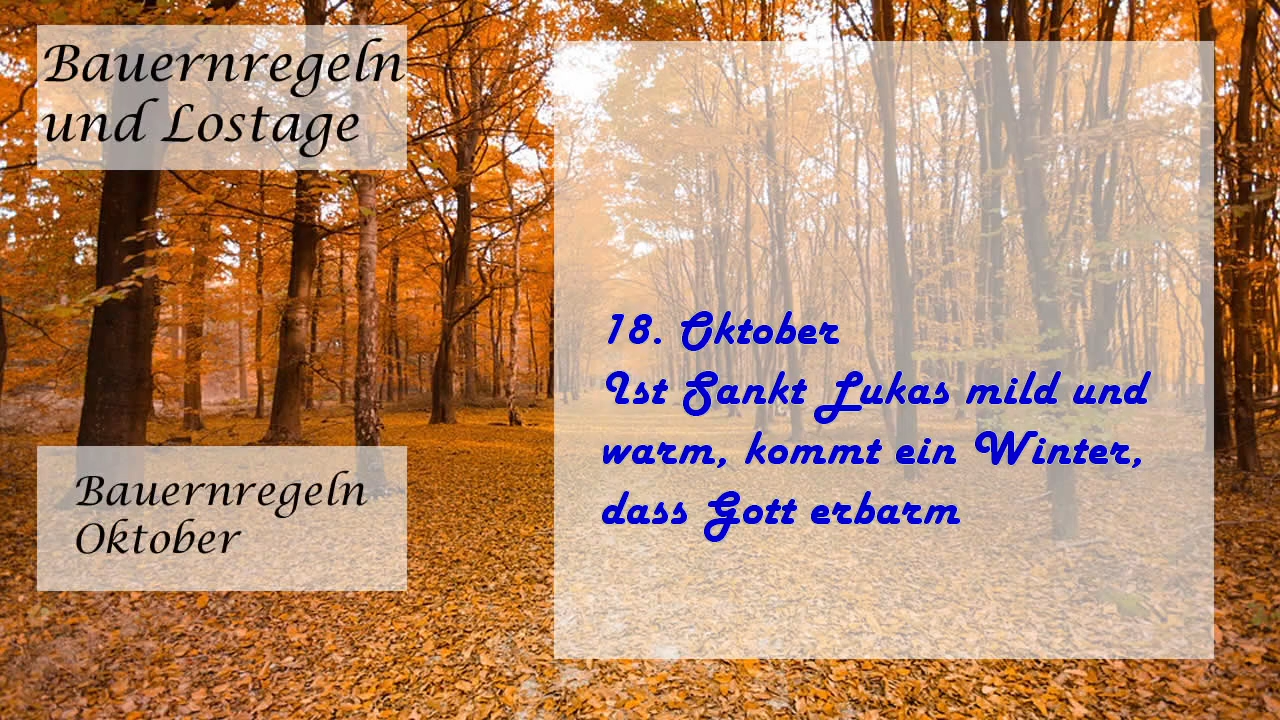 Bauernregeln
und Lostage
Bauernregeln
Oktober
18. Oktober
Ist Sankt Lukas mild und
warm, kommt ein Winter,
dass Gott erbarm